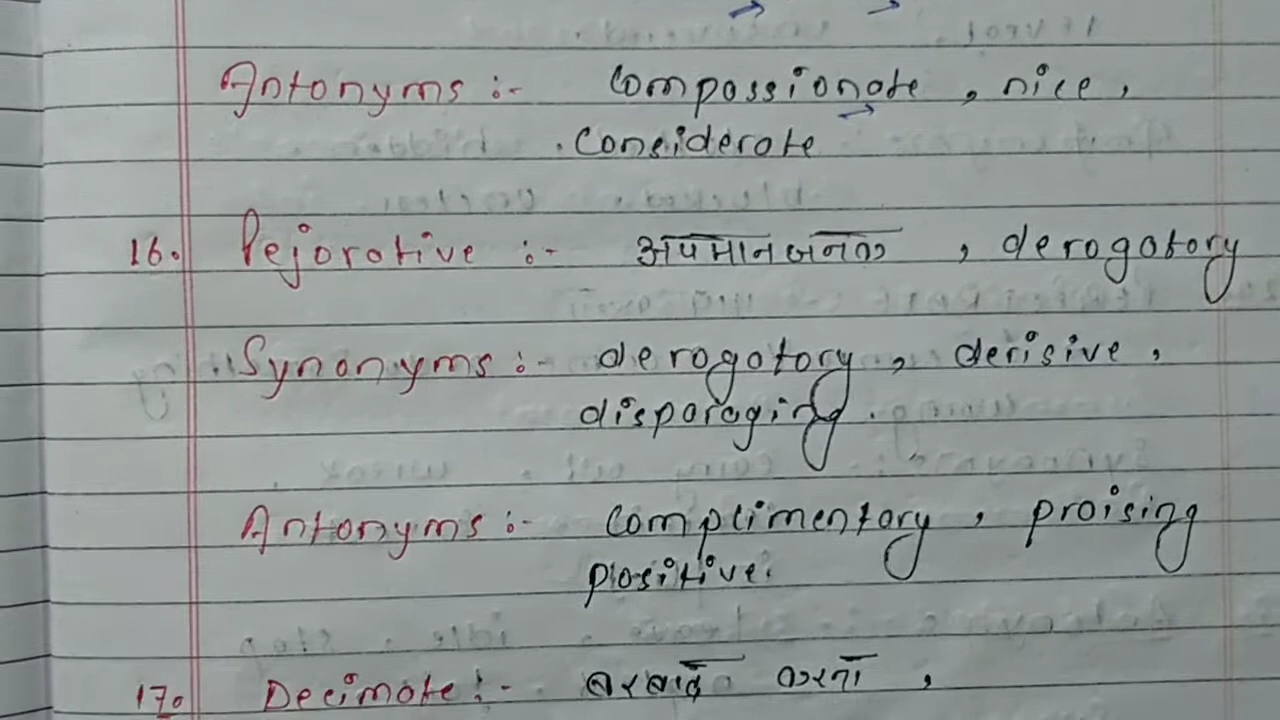 Antonyms :- Compassionate , nice ,
. Considerate
16. Pejorative :- अपमानजनक , derogatory
Synonyms :- derogatory , derisive ,
disparaging .
Antonyms :- Complimentary , praising
positive .
17. Decimate :- बरबाद करना ,